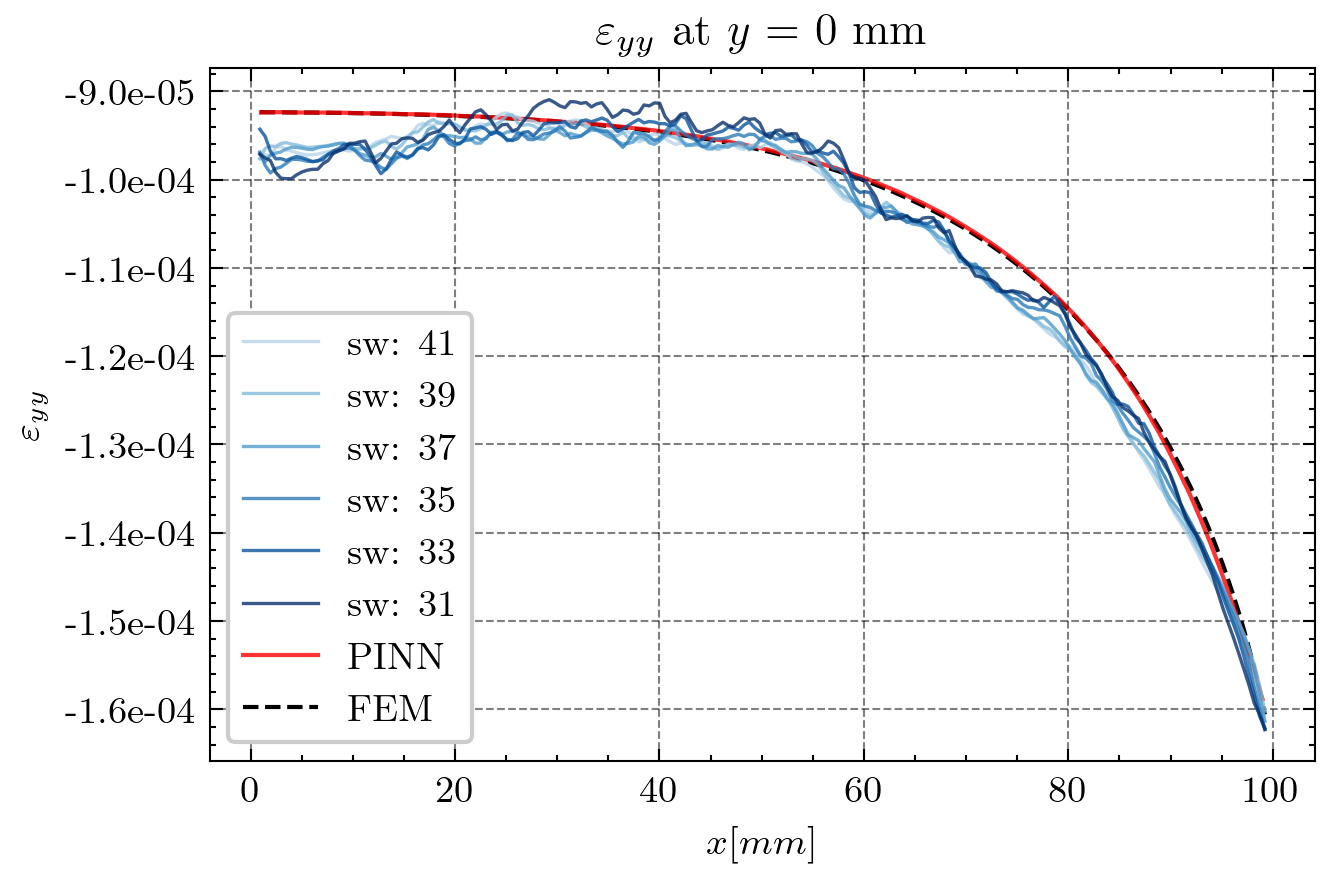 εyy at y = 0 mm
-9.0e-05
-1.0e-04
-1.1e-04
-1.2e-04
-1.3e-04
-1.4e-04
-1.5e-04
-1.6e-04
εyy
sw: 41
sw: 39
sw: 37
sw: 35
sw: 33
sw: 31
PINN
FEM
0 20 40 60 80 100
x[mm]